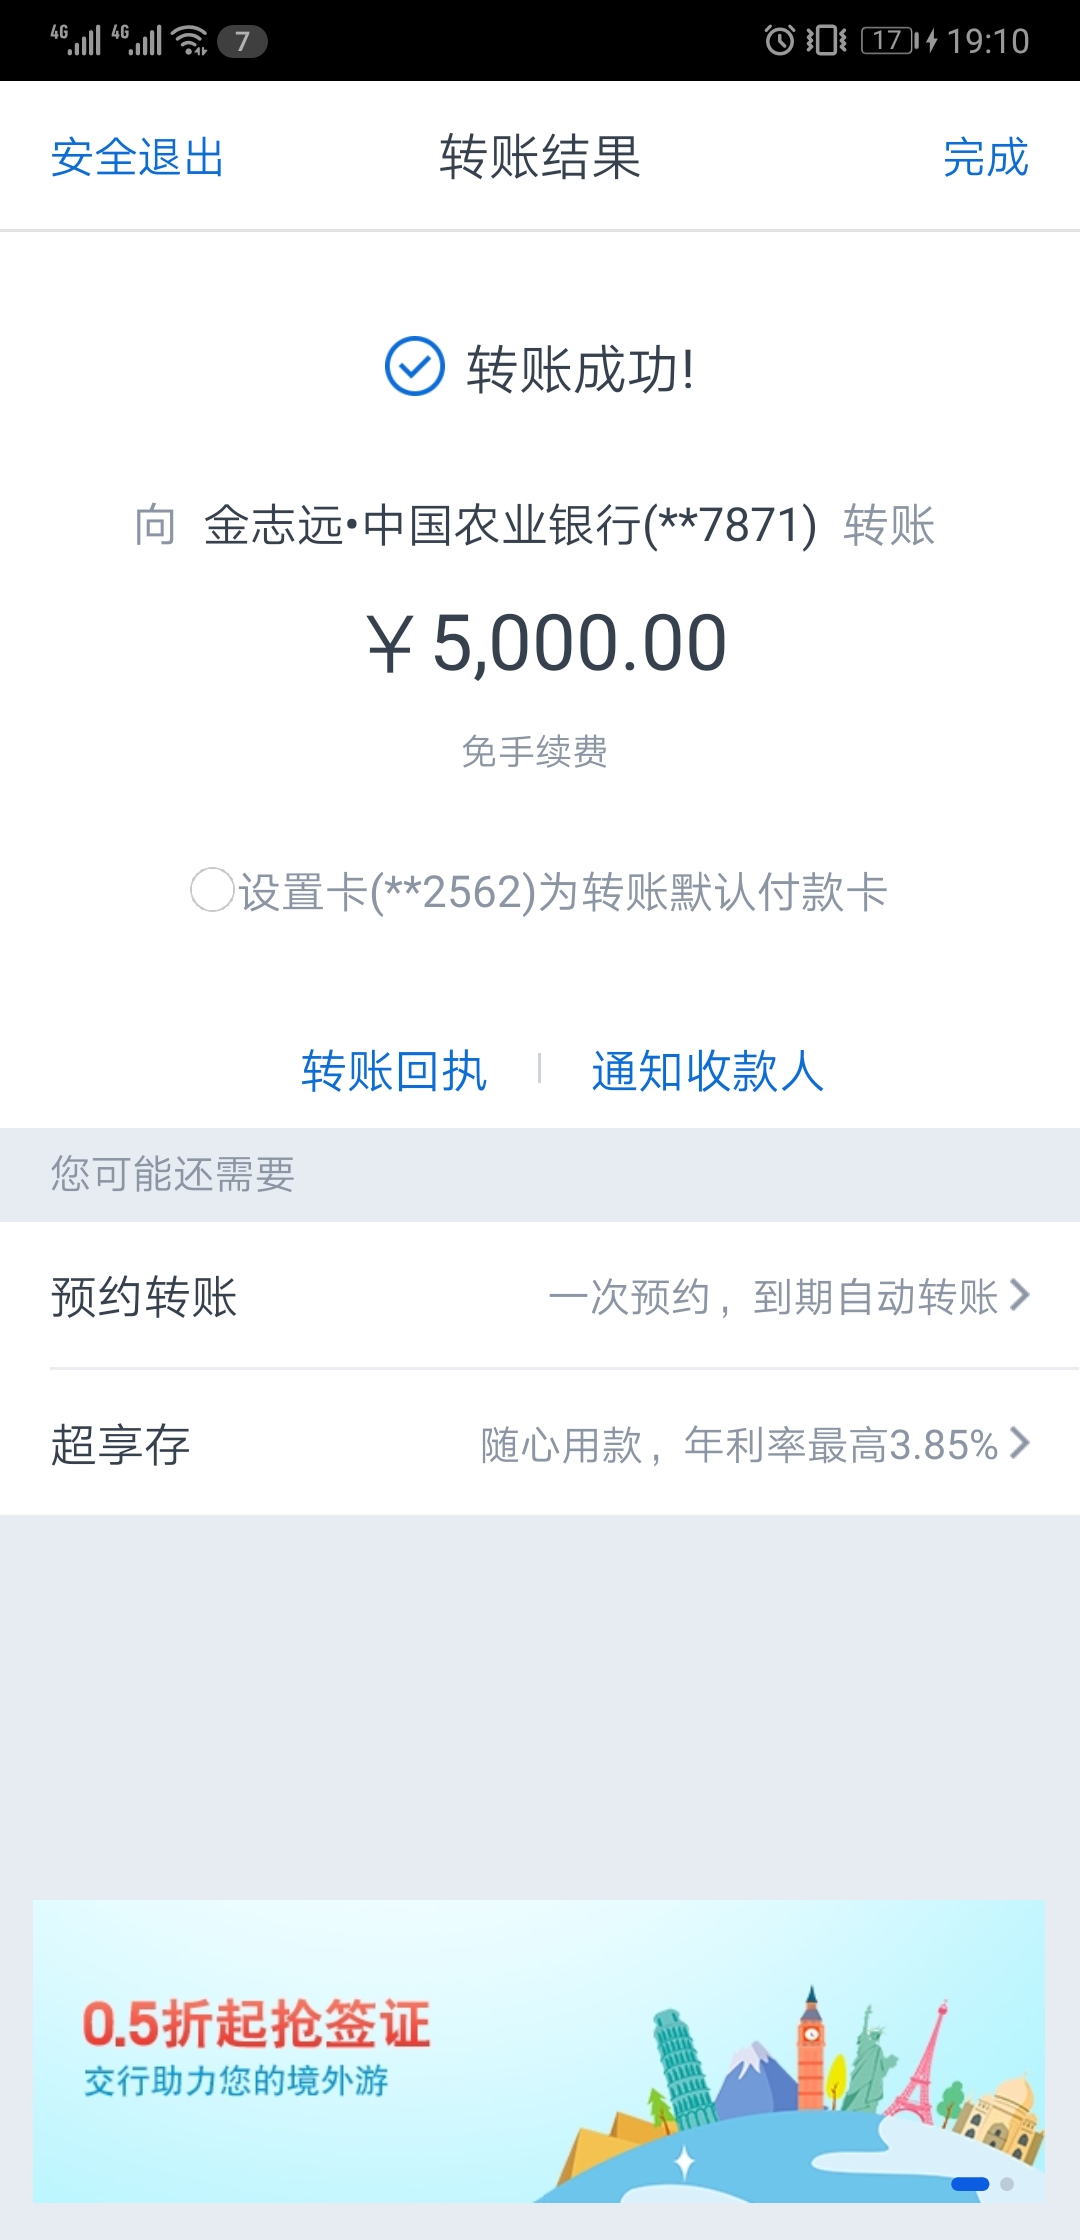 4G 4G 7 17 19:10
安全退出 转账结果 完成
转账成功!
向 金志远•中国农业银行(**7871) 转账
￥5,000.00
免手续费
设置卡(**2562)为转账默认付款卡
转账回执 通知收款人
您可能还需要
预约转账 一次预约，到期自动转账
超享存 随心用款，年利率最高3.85%
0.5折起抢签证
交行助力您的境外游